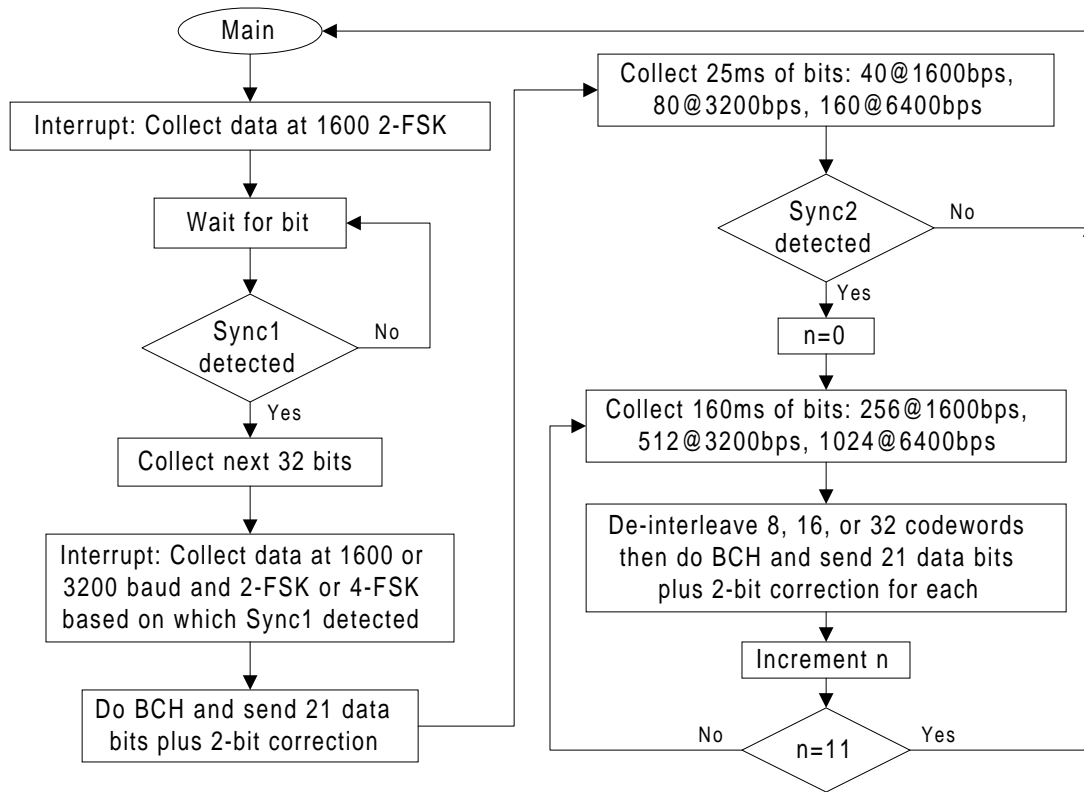 Main
Interrupt: Collect data at 1600 2-FSK
Wait for bit
Sync1
detected
No
Yes
Collect next 32 bits
Interrupt: Collect data at 1600 or
3200 baud and 2-FSK or 4-FSK
based on which Sync1 detected
Do BCH and send 21 data
bits plus 2-bit correction
Collect 25ms of bits: 40@1600bps,
80@3200bps, 160@6400bps
Sync2
detected
No
Yes
n=0
Collect 160ms of bits: 256@1600bps,
512@3200bps, 1024@6400bps
De-interleave 8, 16, or 32 codewords
then do BCH and send 21 data bits
plus 2-bit correction for each
Increment n
No
n=11
Yes